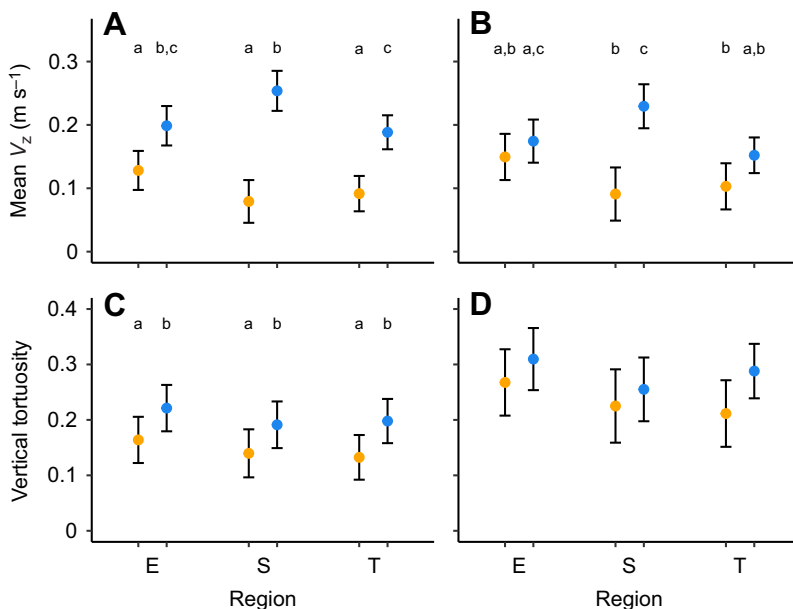 A
B
a b,c a b a c
a,b a,c b c b a,b
Mean Vz (m s–1)
0.3
0.2
0.1
0
C
D
a b a b a b
Vertical tortuosity
0.4
0.3
0.2
0.1
0
E S T
E S T
Region
Region